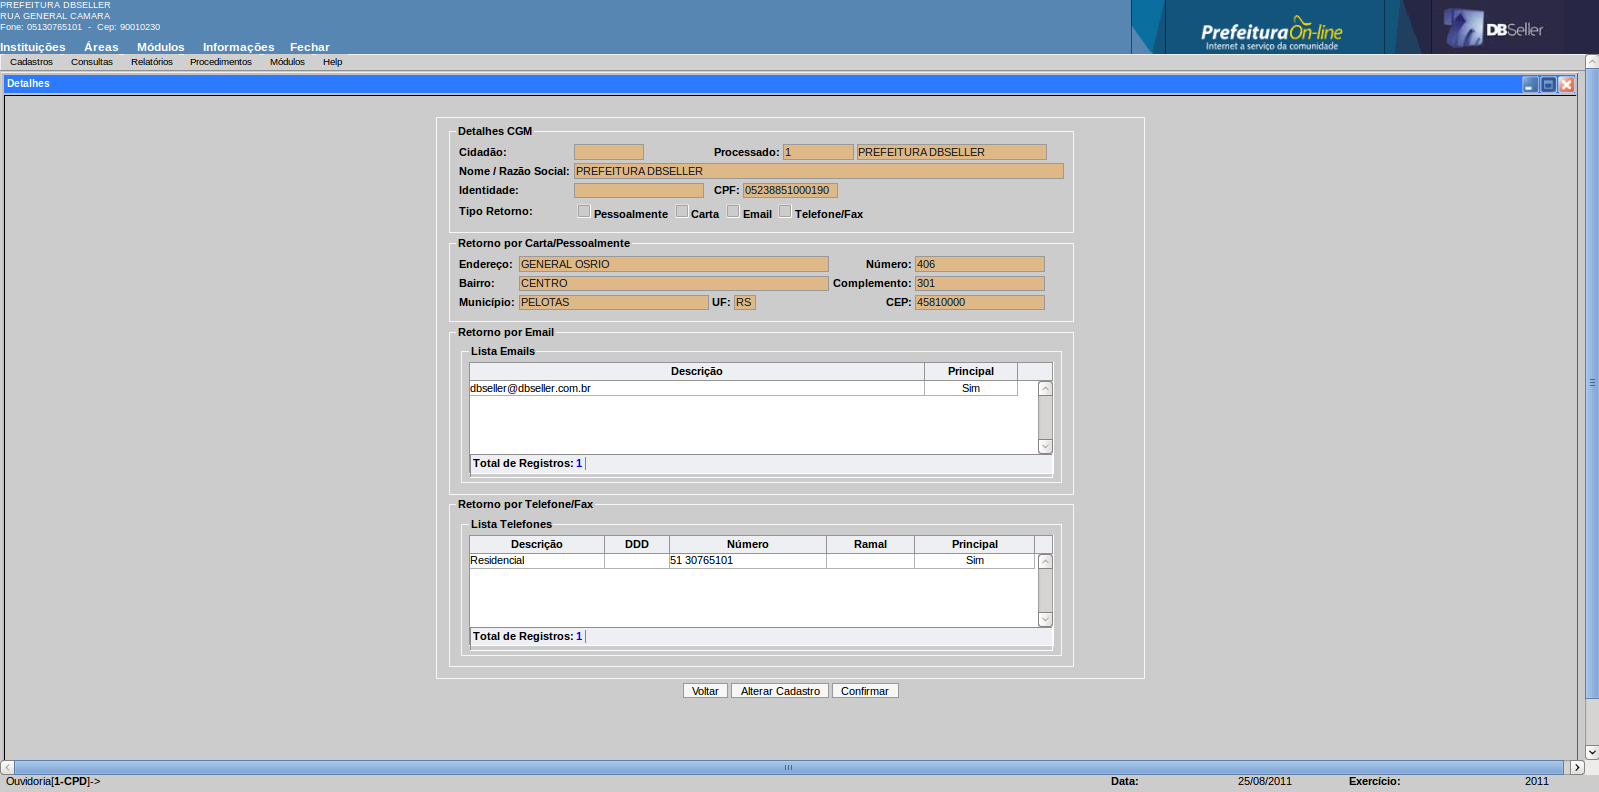 PREFEITURA DBSELLER
RUA GENERAL CAMARA
Fone: 05130765101 - Cep: 90010230
Instituições Áreas Módulos Informações Fechar
Prefeitura On-line
Internet a serviço da comunidade
DBSeller
Cadastros Consultas Relatórios Procedimentos Módulos Help
Detalhes
Detalhes CGM
Cidadão: Processado: 1 PREFEITURA DBSELLER
Nome / Razão Social: PREFEITURA DBSELLER
Identidade: CPF: 05238851000190
Tipo Retorno: Pessoalmente Carta Email Telefone/Fax
Retorno por Carta/Pessoalmente
Endereço: GENERAL OSRIO Número: 406
Bairro: CENTRO Complemento: 301
Município: PELOTAS UF: RS CEP: 45810000
Retorno por Email
Lista Emails
Descrição Principal
dbseller@dbseller.com.br Sim
Total de Registros: 1
Retorno por Telefone/Fax
Lista Telefones
Descrição DDD Número Ramal Principal
Residencial 51 30765101 Sim
Total de Registros: 1
Voltar Alterar Cadastro Confirmar
Ouvidoria[1-CPD]-> Data: 25/08/2011 Exercício: 2011